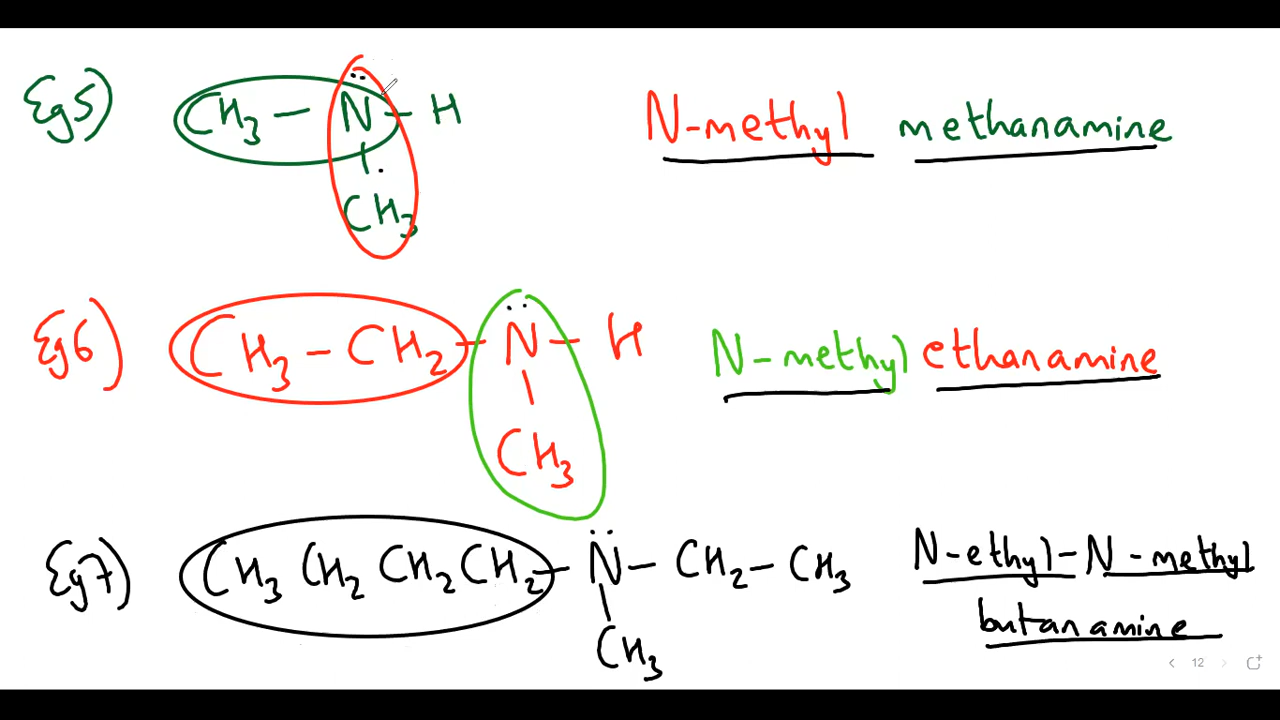 Eg5) CH3 - N̈ - H N-methyl methanamine
CH3
Eg6) CH3 - CH2 - N̈ - H N-methyl ethanamine
CH3
Eg7) CH3 CH2 CH2 CH2 - N̈ - CH2 - CH3 N-ethyl-N-methyl
butanamine
CH3
12